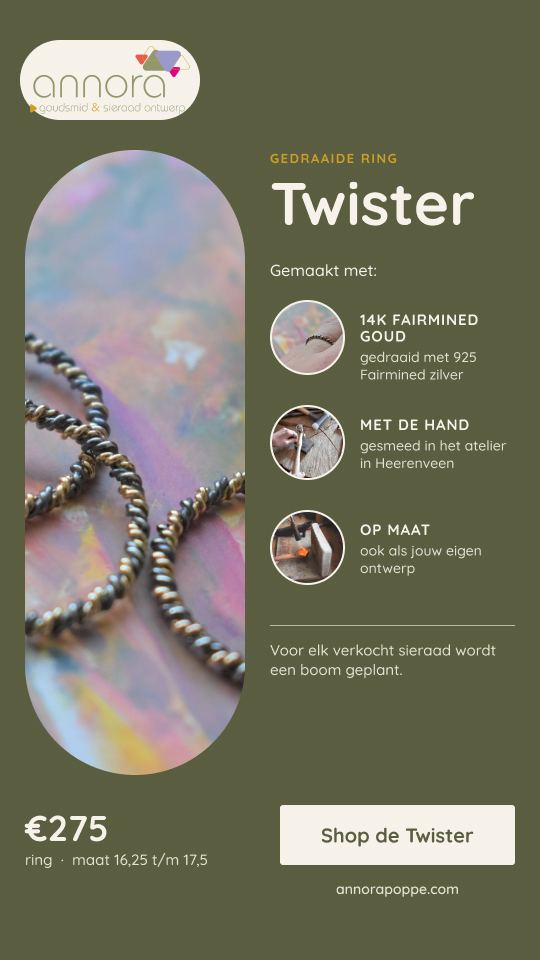 annora
goudsmid & sieraad ontwerp
GEDRAAIDE RING
Twister
Gemaakt met:
14K FAIRMINED
GOUD
gedraaid met 925
Fairmined zilver
MET DE HAND
gesmeed in het atelier
in Heerenveen
OP MAAT
ook als jouw eigen
ontwerp
Voor elk verkocht sieraad wordt
een boom geplant.
€275
ring · maat 16,25 t/m 17,5
Shop de Twister
annorapoppe.com